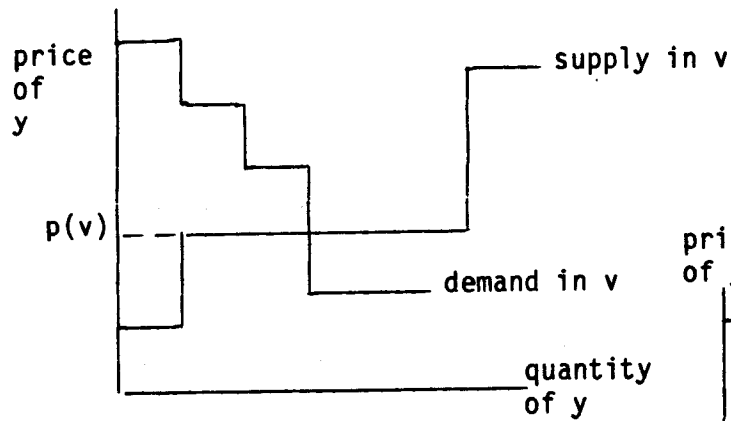 price
of
y
supply in v
p(v)
demand in v
quantity
of y
pri
of